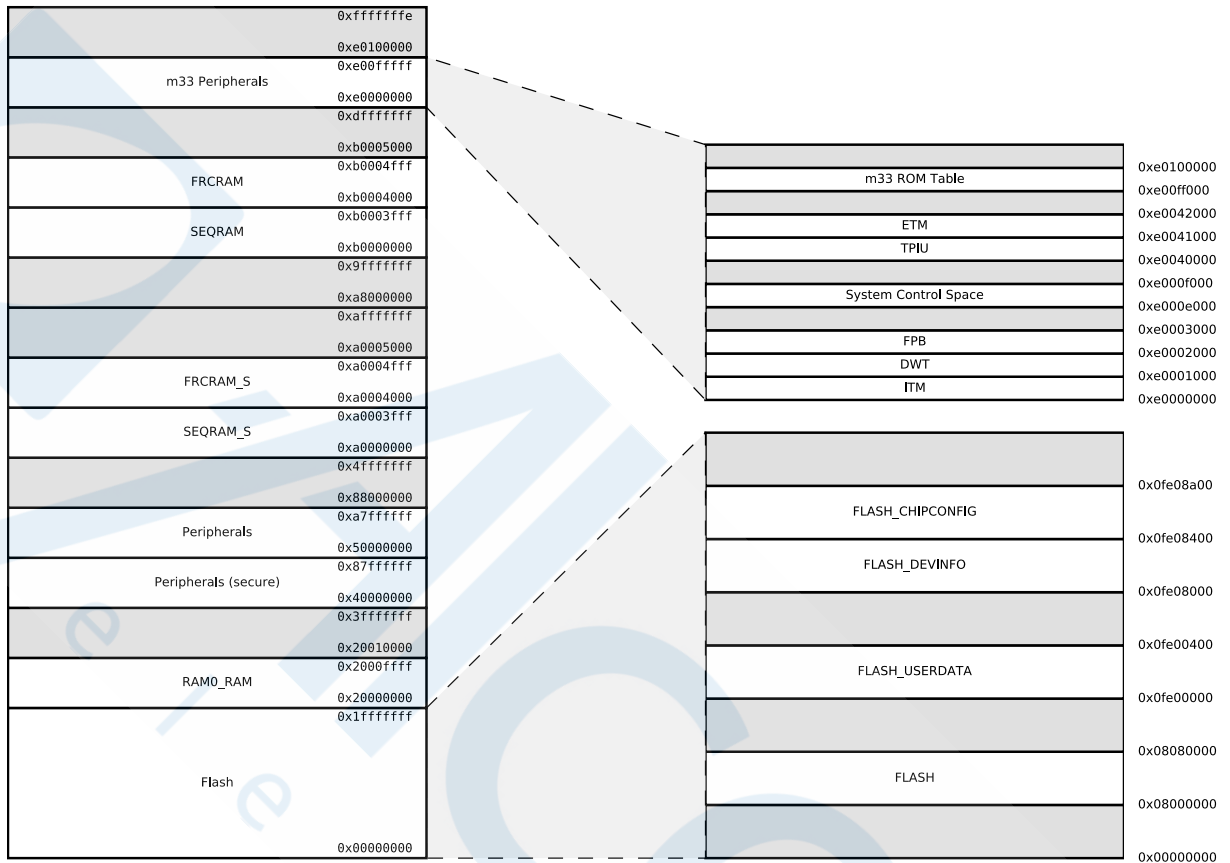 0xfffffffe
0xe0100000
0xe00fffff
m33 Peripherals
0xe0000000
0xdfffffff
0xb0005000
0xb0004fff
FRCRAM
0xb0004000
0xb0003fff
SEQRAM
0xb0000000
0x9fffffff
0xa8000000
0xafffffff
0xa0005000
0xa0004fff
FRCRAM_S
0xa0004000
0xa0003fff
SEQRAM_S
0xa0000000
0x4fffffff
0x88000000
0xa7ffffff
Peripherals
0x50000000
0x87ffffff
Peripherals (secure)
0x40000000
0x3fffffff
0x20010000
0x2000ffff
RAM0_RAM
0x20000000
0x1fffffff
Flash
0x00000000
0xe0100000
m33 ROM Table
0xe00ff000
0xe0042000
ETM
0xe0041000
TPIU
0xe0040000
0xe000f000
System Control Space
0xe000e000
0xe0003000
FPB
0xe0002000
DWT
0xe0001000
ITM
0xe0000000
0x0fe08a00
FLASH_CHIPCONFIG
0x0fe08400
FLASH_DEVINFO
0x0fe08000
0x0fe00400
FLASH_USERDATA
0x0fe00000
0x08080000
FLASH
0x08000000
0x00000000